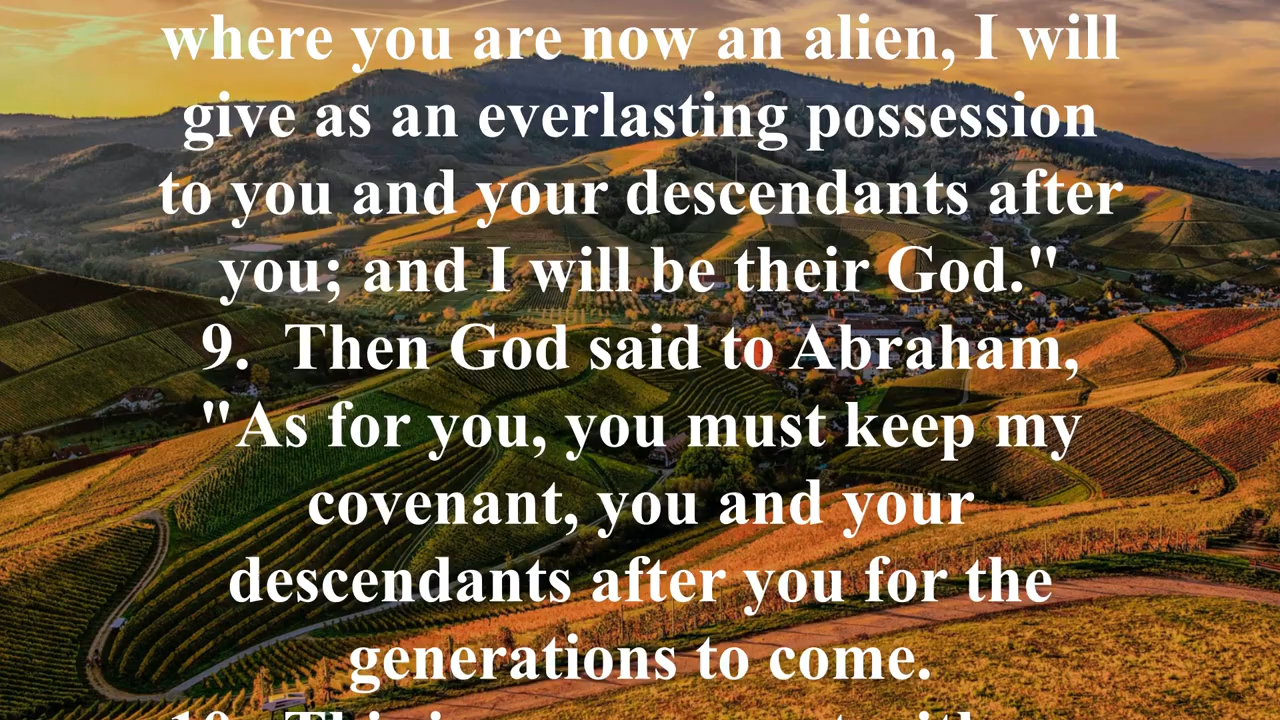 where you are now an alien, I will
give as an everlasting possession
to you and your descendants after
you; and I will be their God."
9.  Then God said to Abraham,
"As for you, you must keep my
covenant, you and your
descendants after you for the
generations to come.